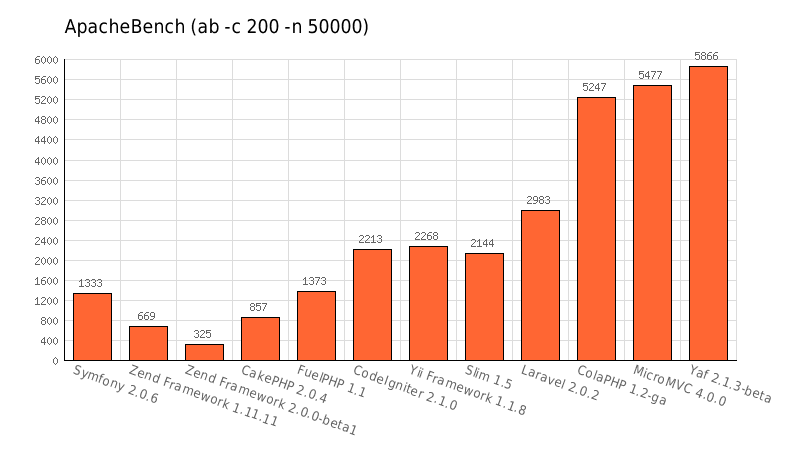 ApacheBench (ab -c 200 -n 50000)
6000
5600
5200
4800
4400
4000
3600
3200
2800
2400
2000
1600
1200
800
400
0
1333
669
325
857
1373
2213
2268
2144
2983
5247
5477
5866
Symfony 2.0.6
Zend Framework 1.11.11
Zend Framework 2.0.0-beta1
CakePHP 2.0.4
FuelPHP 1.1
CodeIgniter 2.1.0
Yii Framework 1.1.8
Slim 1.5
Laravel 2.0.2
ColaPHP 1.2-ga
MicroMVC 4.0.0
Yaf 2.1.3-beta